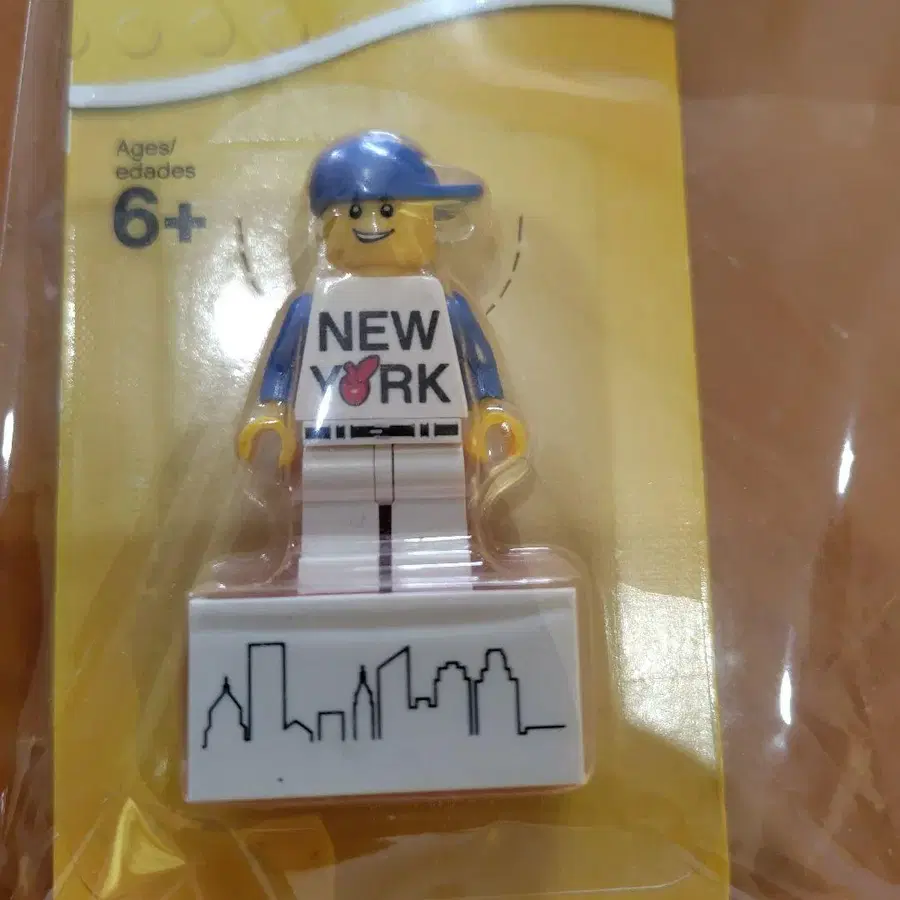 Ages/
edades
6+
NEW
YORK